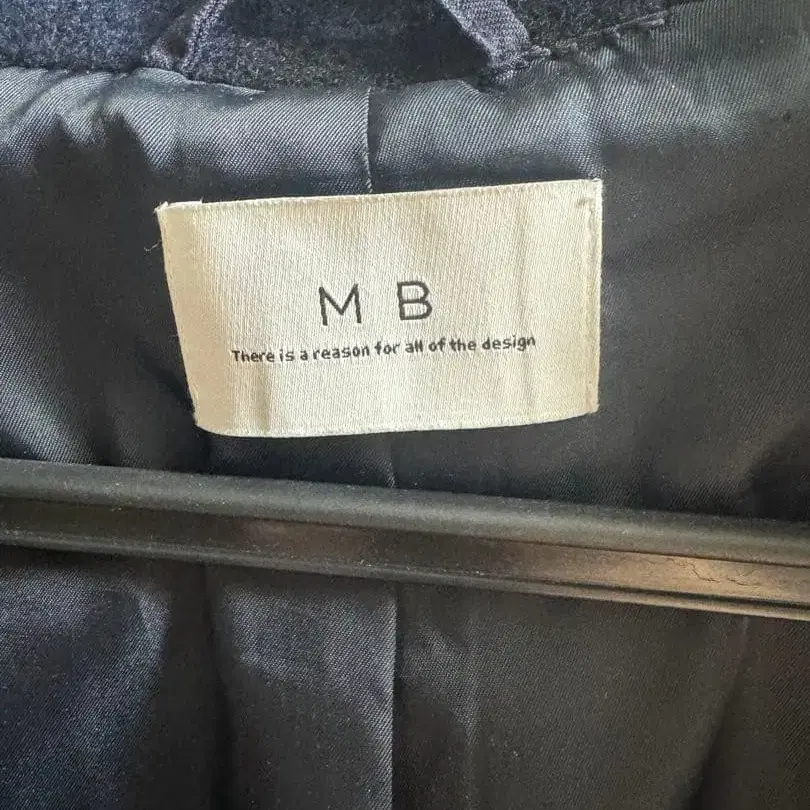 M B
There is a reason for all of the design